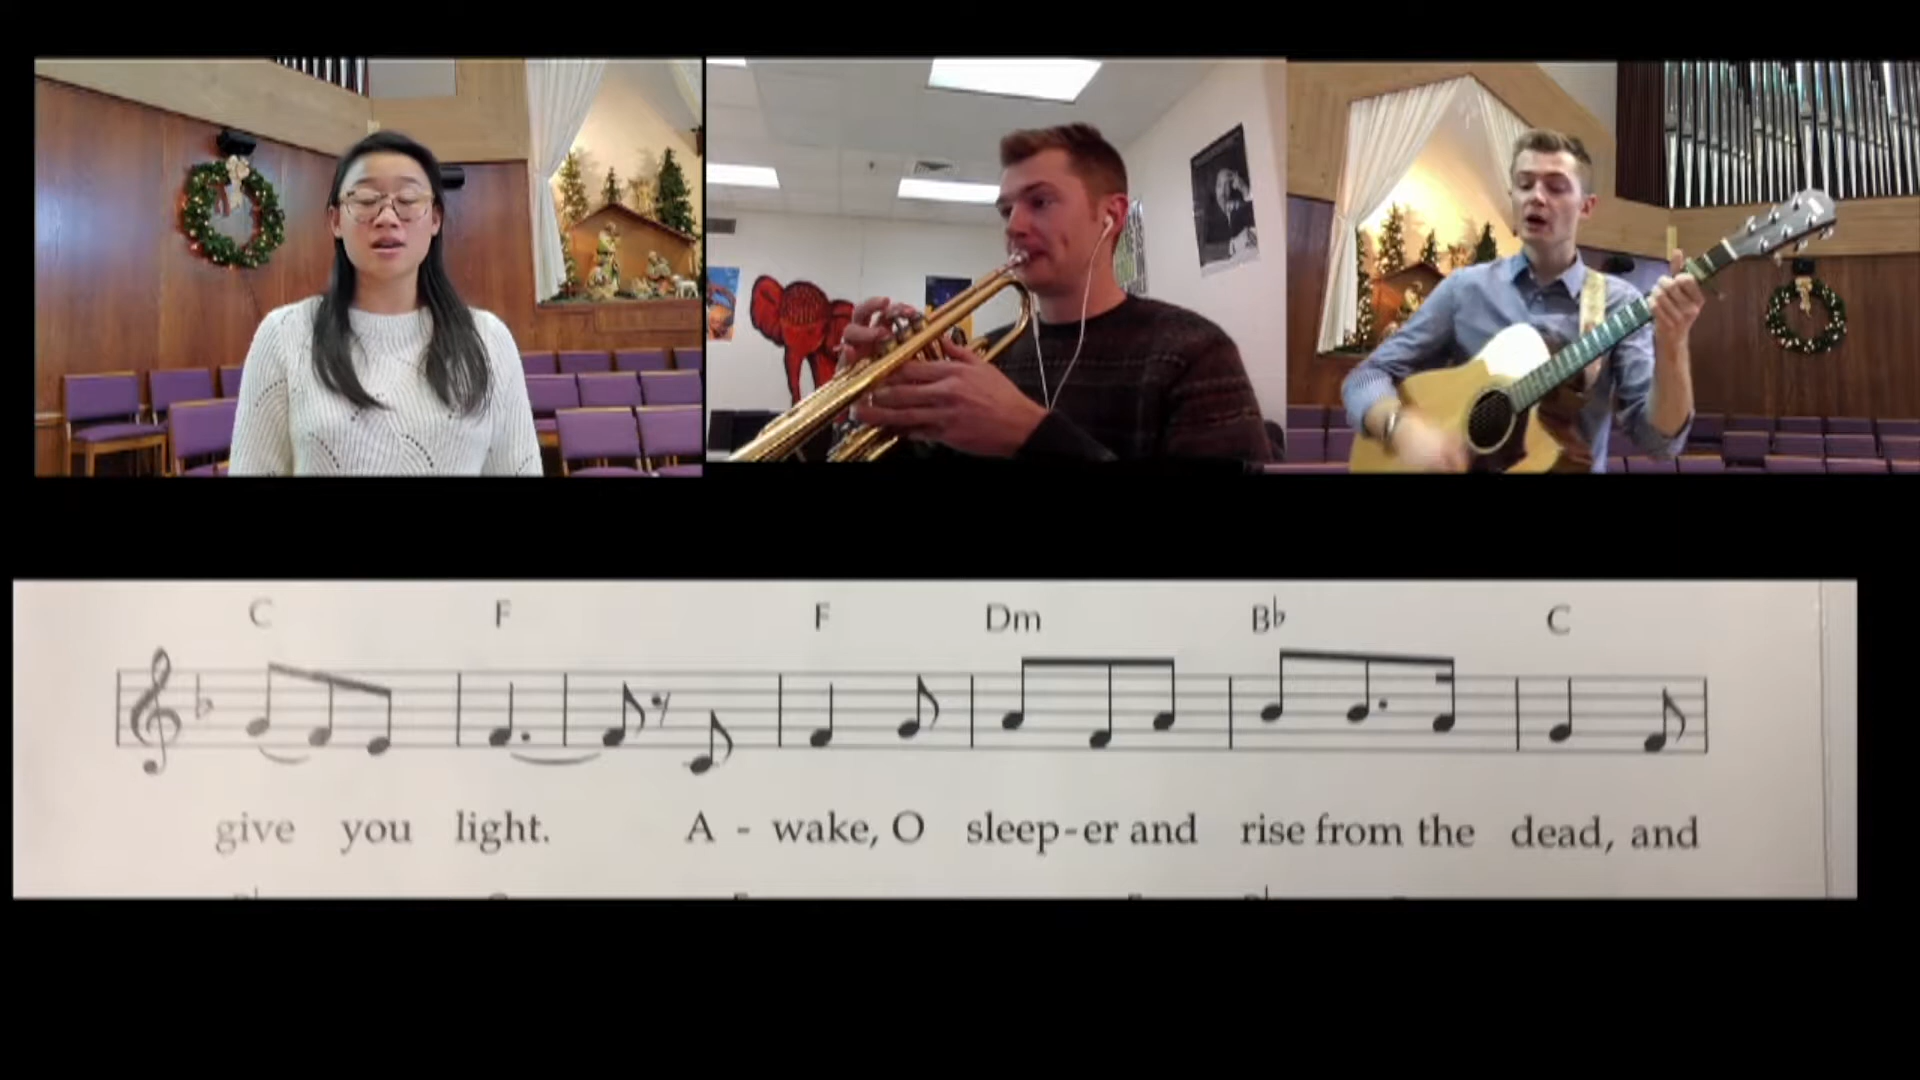 C F F Dm B♭ C
give you light. A - wake, O sleep-er and rise from the dead, and